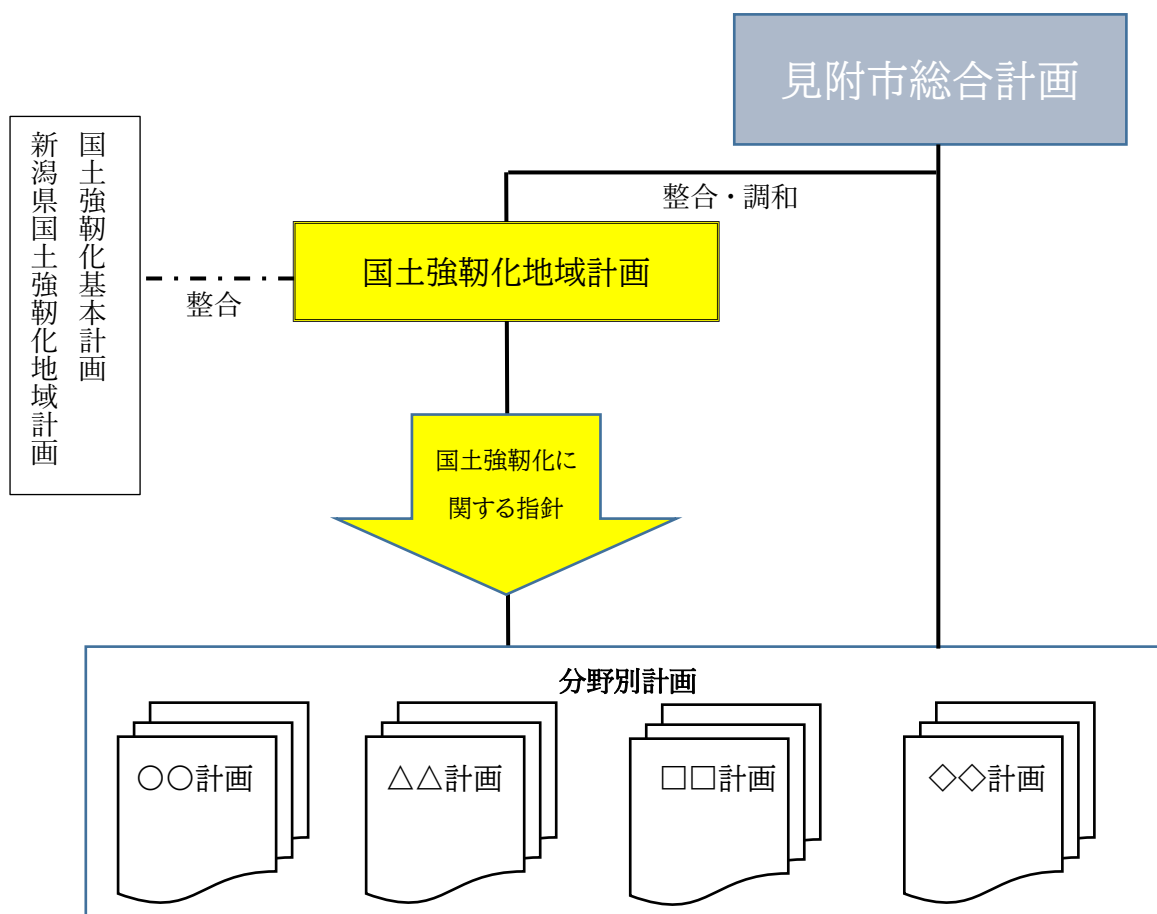 見附市総合計画
国土強靭化基本計画
新潟県国土強靭化地域計画
整合・調和
国土強靭化地域計画
整合
国土強靭化に
関する指針
分野別計画
○○計画
△△計画
□□計画
◇◇計画